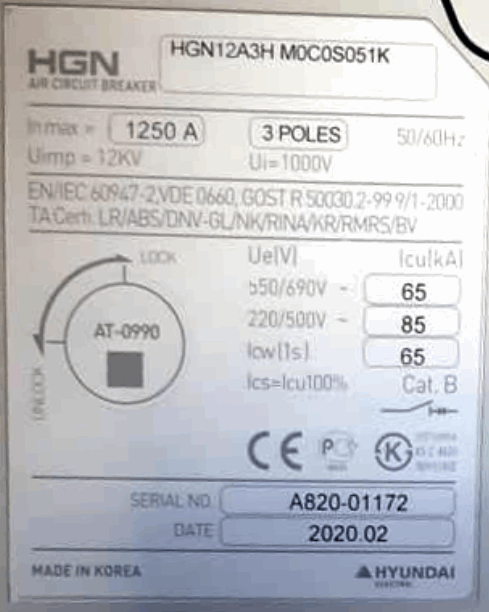 HGN
AIR CIRCUIT BREAKER
HGN12A3H M0C0S051K
In max = 1250 A 3 POLES 50/60Hz
Uimp = 12KV Ui=1000V
EN/IEC 60947-2,VDE 0660, GOST R 50030.2-99 9/1-2000
TA Certi. LR/ABS/DNV-GL/NK/RINA/KR/RMRS/BV
LOCK
UNLOCK
AT-0990
Ue(V) Icu(kA)
550/690V ~ 65
220/500V ~ 85
Icw(1s) 65
Ics=Icu100% Cat. B
CE P K
SERIAL NO. A820-01172
DATE 2020.02
MADE IN KOREA
HYUNDAI
ELECTRIC